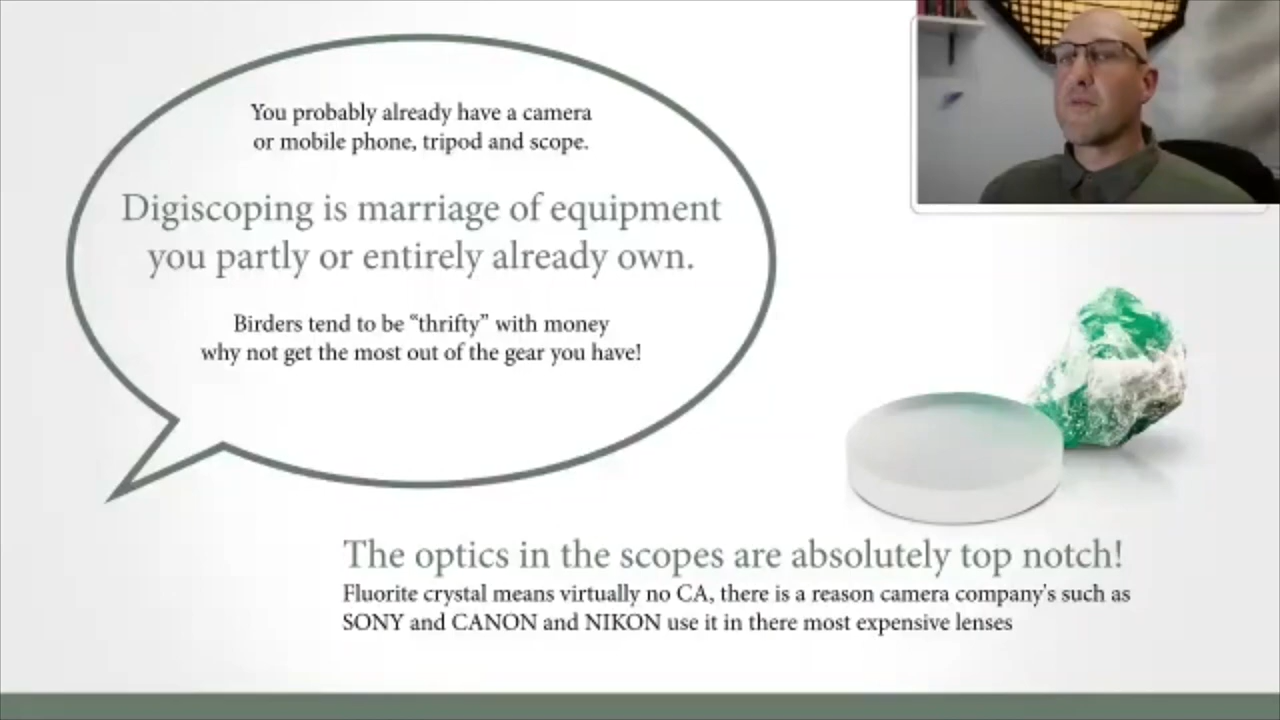 You probably already have a camera
or mobile phone, tripod and scope.
Digiscoping is marriage of equipment
you partly or entirely already own.
Birders tend to be “thrifty” with money
why not get the most out of the gear you have!
The optics in the scopes are absolutely top notch!
Fluorite crystal means virtually no CA, there is a reason camera company's such as
SONY and CANON and NIKON use it in there most expensive lenses